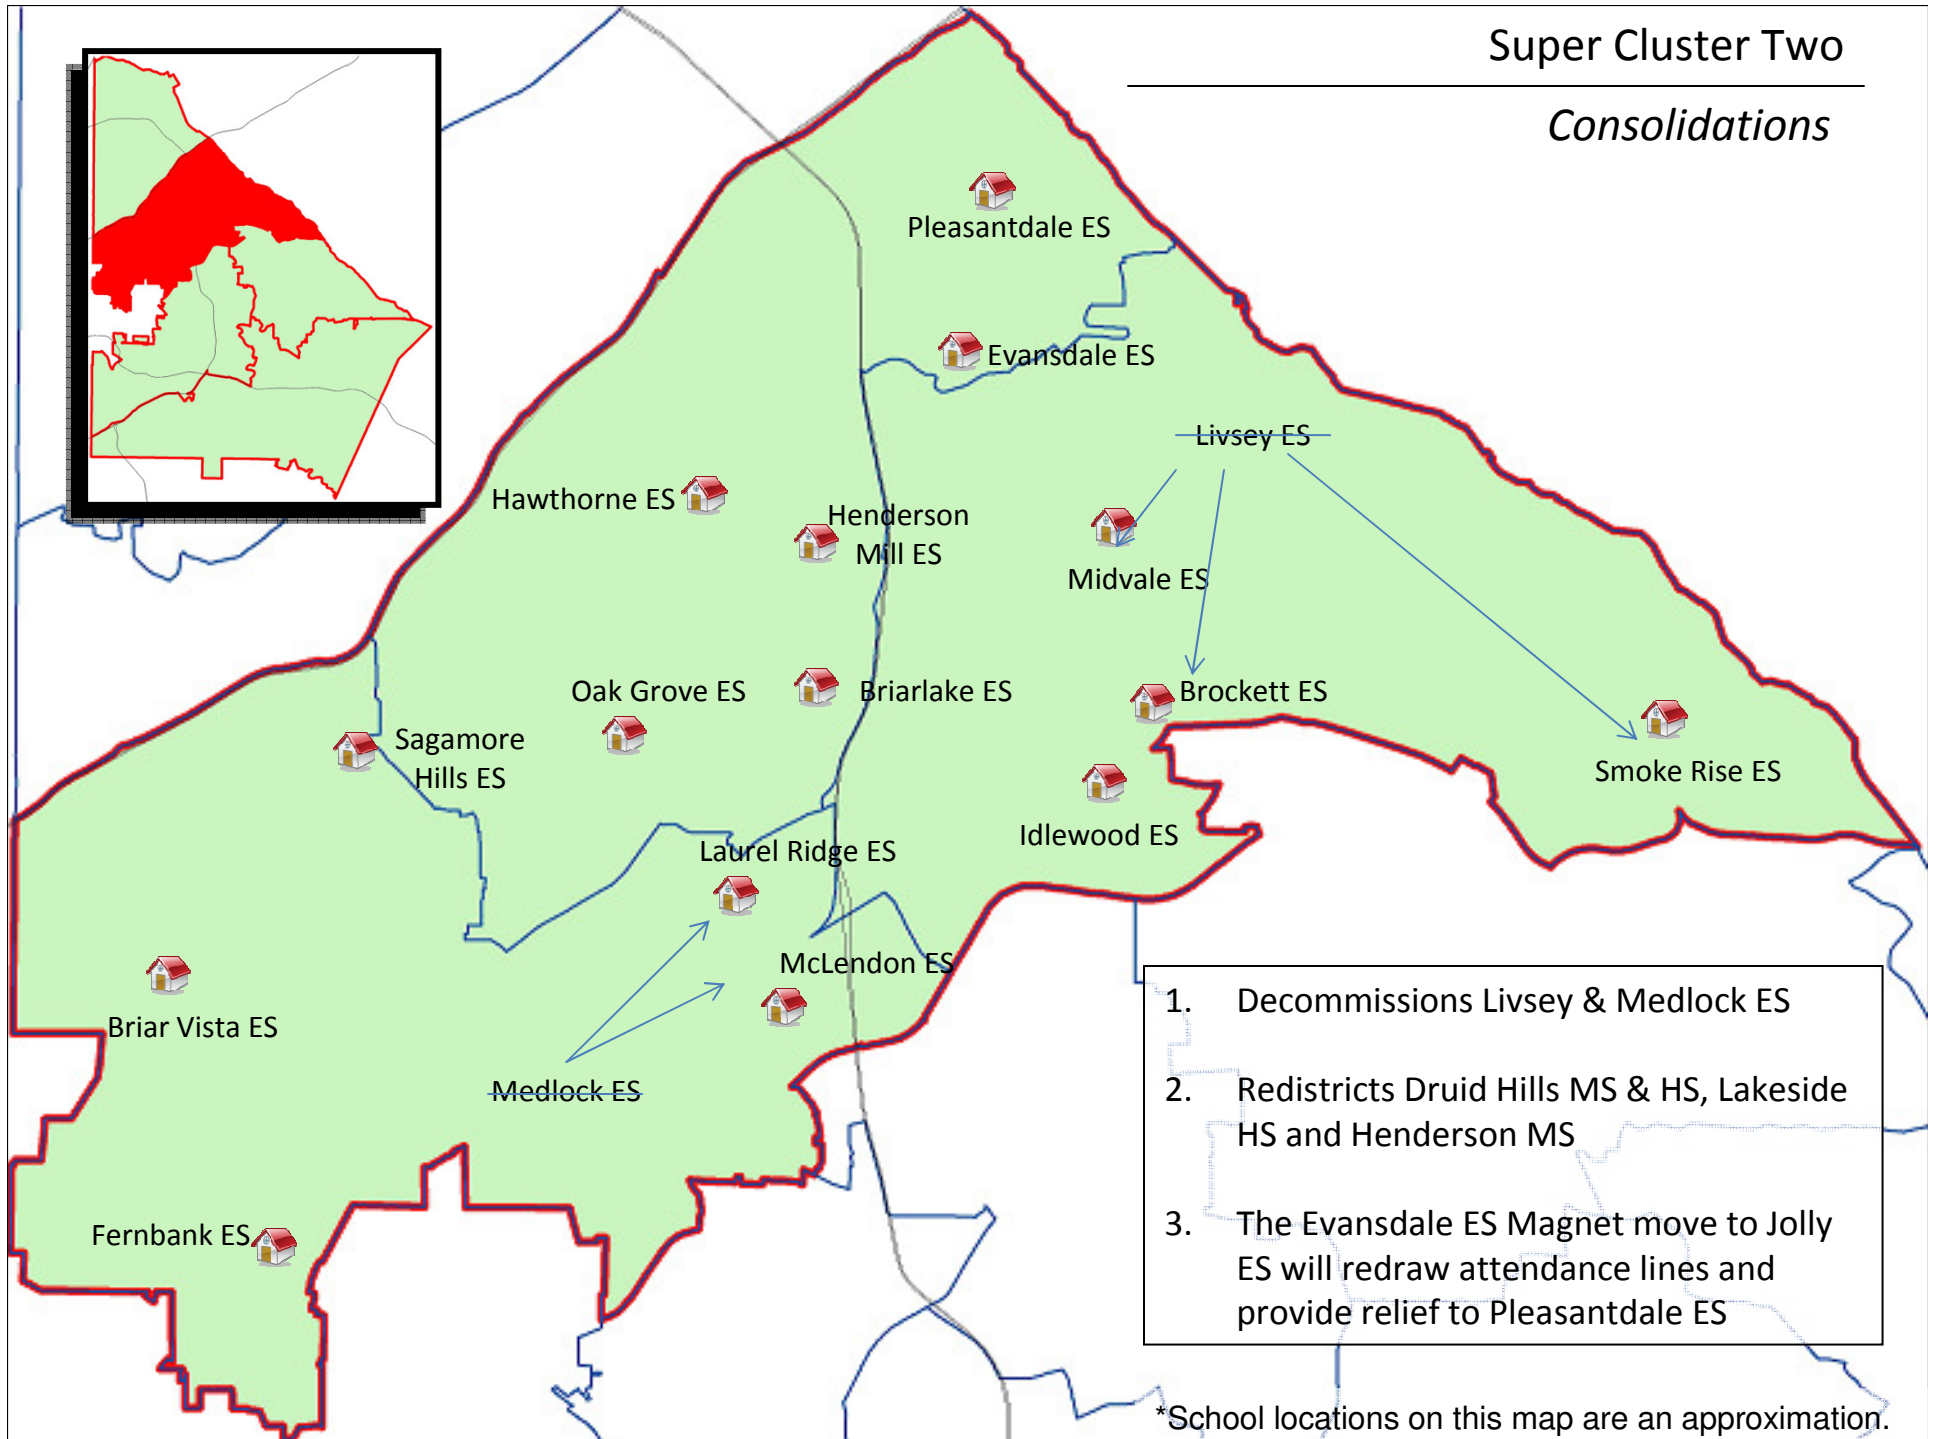 Super Cluster Two
Consolidations
Pleasantdale ES
Evansdale ES
Livsey ES
Hawthorne ES
Henderson
Mill ES
Midvale ES
Oak Grove ES
Briarlake ES
Brockett ES
Sagamore
Hills ES
Smoke Rise ES
Idlewood ES
Laurel Ridge ES
McLendon ES
Briar Vista ES
Medlock ES
Fernbank ES
1. Decommissions Livsey & Medlock ES
2. Redistricts Druid Hills MS & HS, Lakeside
HS and Henderson MS
3. The Evansdale ES Magnet move to Jolly
ES will redraw attendance lines and
provide relief to Pleasantdale ES
*School locations on this map are an approximation.